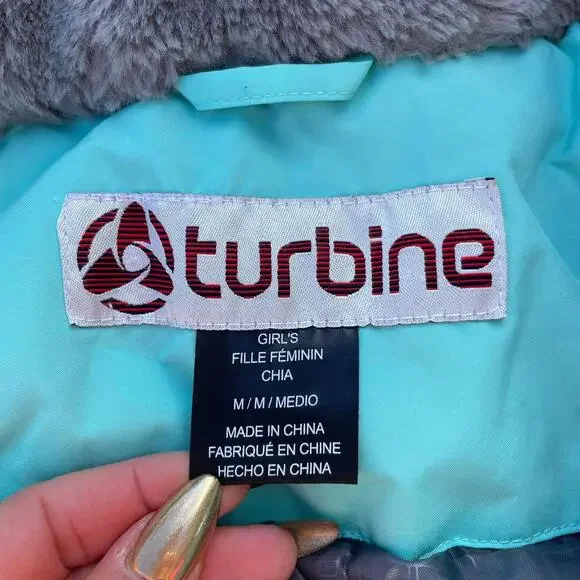 turbine
GIRL'S
FILLE FÉMININ
CHIA
M / M / MEDIO
MADE IN CHINA
FABRIQUÉ EN CHINE
HECHO EN CHINA